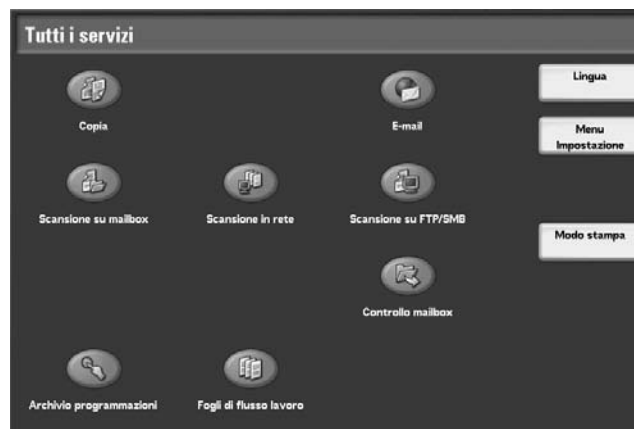 Tutti i servizi
Copia
E-mail
Lingua
Menu
Impostazione
Scansione su mailbox
Scansione in rete
Scansione su FTP/SMB
Modo stampa
Controllo mailbox
Archivio programmazioni
Fogli di flusso lavoro